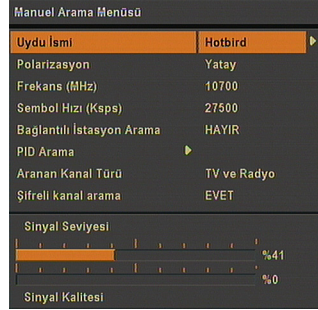 Manuel Arama Menüsü
Uydu İsmi Hotbird
Polarizasyon Yatay
Frekans (MHz) 10700
Sembol Hızı (Ksps) 27500
Bağlantılı İstasyon Arama HAYIR
PID Arama
Aranan Kanal Türü TV ve Radyo
Şifreli kanal arama EVET
Sinyal Seviyesi
%41
%0
Sinyal Kalitesi